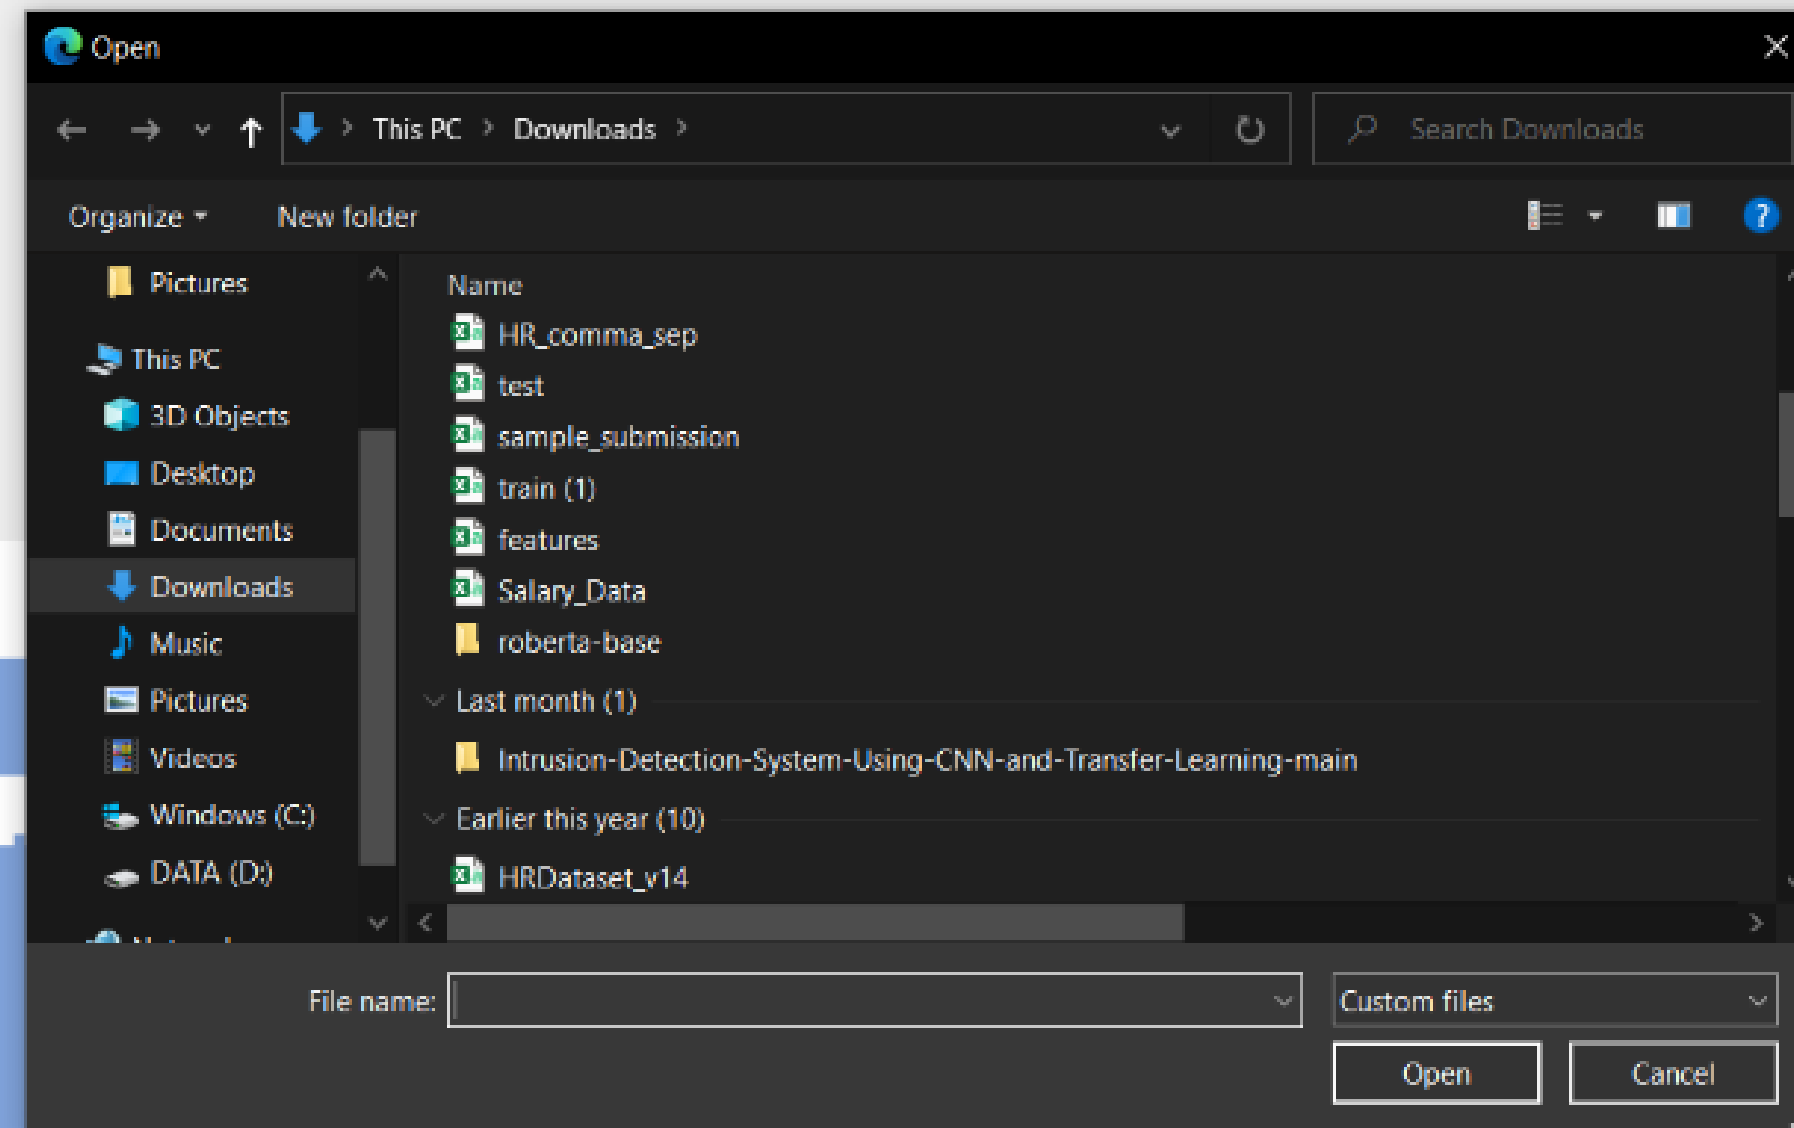 Open
This PC > Downloads >
Search Downloads
Organize
New folder
Pictures
This PC
3D Objects
Desktop
Documents
Downloads
Music
Pictures
Videos
Windows (C:)
DATA (D:)
Name
HR_comma_sep
test
sample_submission
train (1)
features
Salary_Data
roberta-base
Last month (1)
Intrusion-Detection-System-Using-CNN-and-Transfer-Learning-main
Earlier this year (10)
HRDataset_v14
File name:
Custom files
Open
Cancel